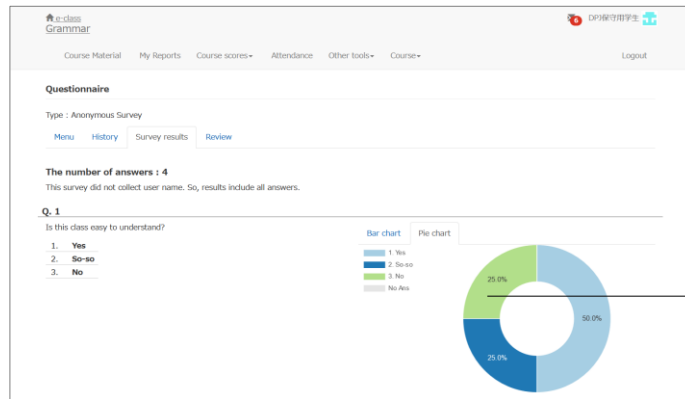 e-class
Grammar
6
DPJ保守用学生
Course Material My Reports Course scores Attendance Other tools Course Logout
Questionnaire
Type : Anonymous Survey
Menu History Survey results Review
The number of answers : 4
This survey did not collect user name. So, results include all answers.
Q. 1
Is this class easy to understand?
1. Yes
2. So-so
3. No
Bar chart Pie chart
1. Yes
2. So-so
3. No
No Ans
25.0%
50.0%
25.0%